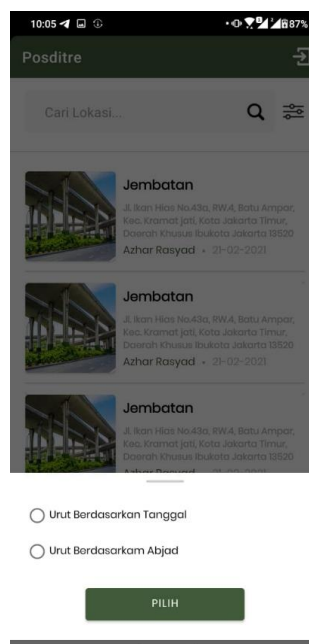 10:05
87%
Posditre
Cari Lokasi...
Jembatan
Jl. Ikan Hias No.43a, RW.4, Batu Ampar,
Kec. Kramat jati, Kota Jakarta Timur,
Daerah Khusus Ibukota Jakarta 13520
Azhar Rasyad • 21-02-2021
Jembatan
Jl. Ikan Hias No.43a, RW.4, Batu Ampar,
Kec. Kramat jati, Kota Jakarta Timur,
Daerah Khusus Ibukota Jakarta 13520
Azhar Rasyad • 21-02-2021
Jembatan
Jl. Ikan Hias No.43a, RW.4, Batu Ampar,
Kec. Kramat jati, Kota Jakarta Timur,
Daerah Khusus Ibukota Jakarta 13520
Urut Berdasarkan Tanggal
Urut Berdasarkam Abjad
PILIH